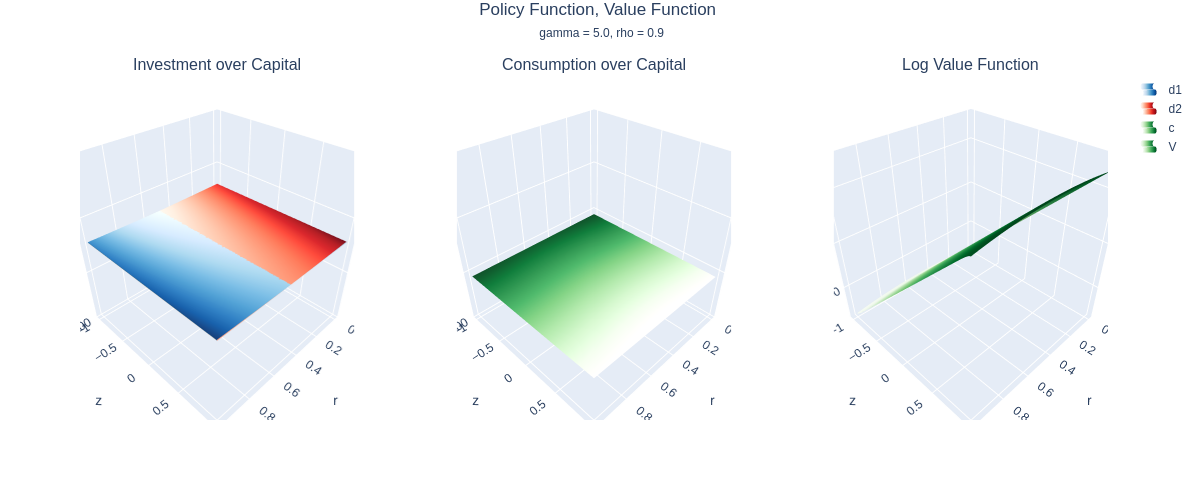 Policy Function, Value Function
gamma = 5.0, rho = 0.9
Investment over Capital
Consumption over Capital
Log Value Function
d1
d2
c
V
−0.5
0
0.5
z
0
0.2
0.4
0.6
0.8
r
−0.5
0
0.5
z
0
0.2
0.4
0.6
0.8
r
0
−1
−0.5
0
0.5
z
0
0.2
0.4
0.6
0.8
r